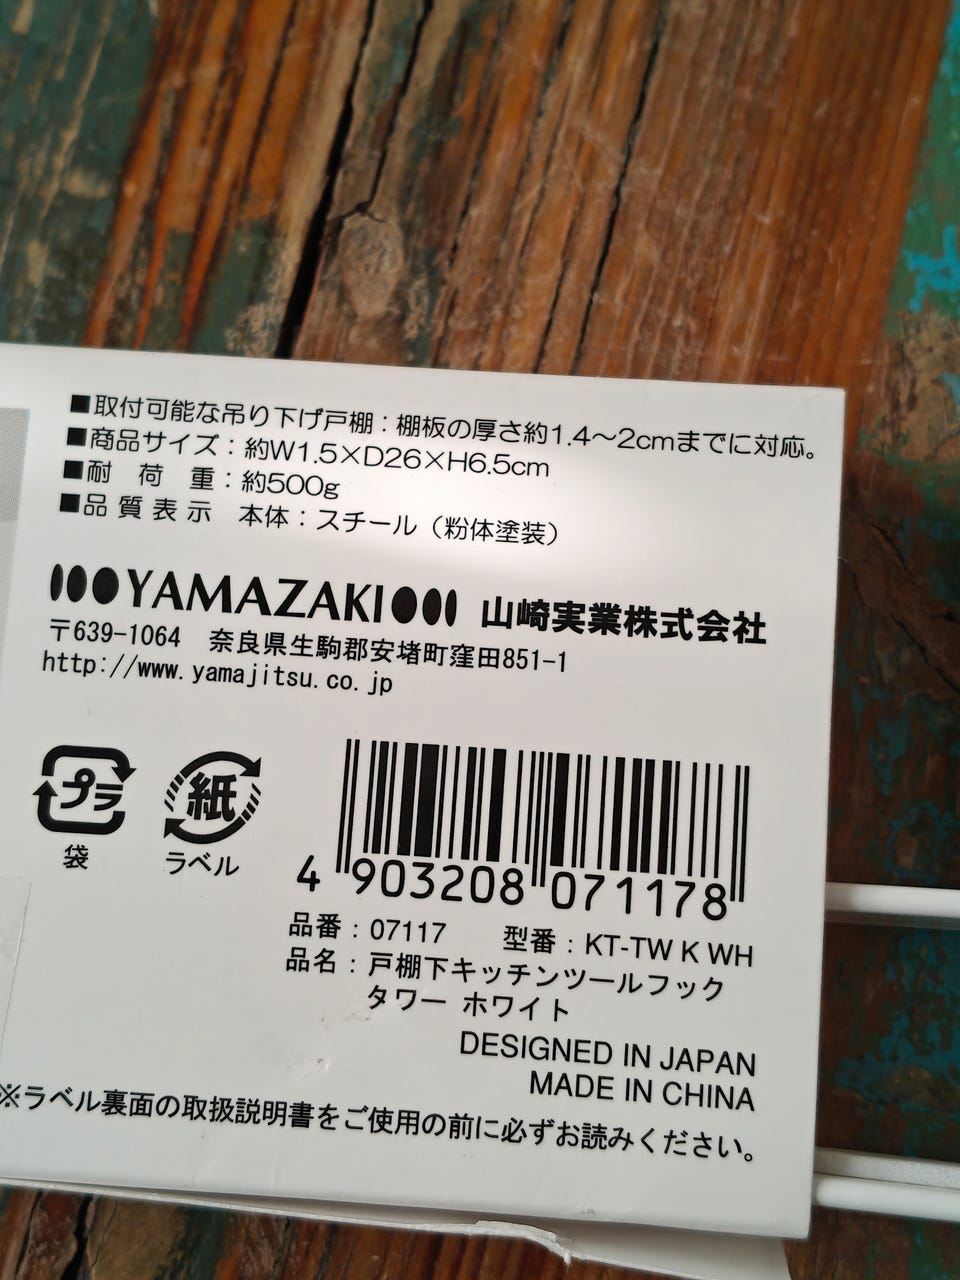 ■取付可能な吊り下げ戸棚：棚板の厚さ約1.4〜2cmまでに対応。
■商品サイズ：約W1.5×D26×H6.5cm
■耐　荷　重：約500g
■品 質 表 示　本体：スチール（粉体塗装）
YAMAZAKI 山崎実業株式会社
〒639-1064　奈良県生駒郡安堵町窪田851-1
http://www.yamajitsu.co.jp
プラ
袋
紙
ラベル
4 903208 071178
品番：07117　型番：KT-TW K WH
品名：戸棚下キッチンツールフック
タワー ホワイト
DESIGNED IN JAPAN
MADE IN CHINA
※ラベル裏面の取扱説明書をご使用の前に必ずお読みください。